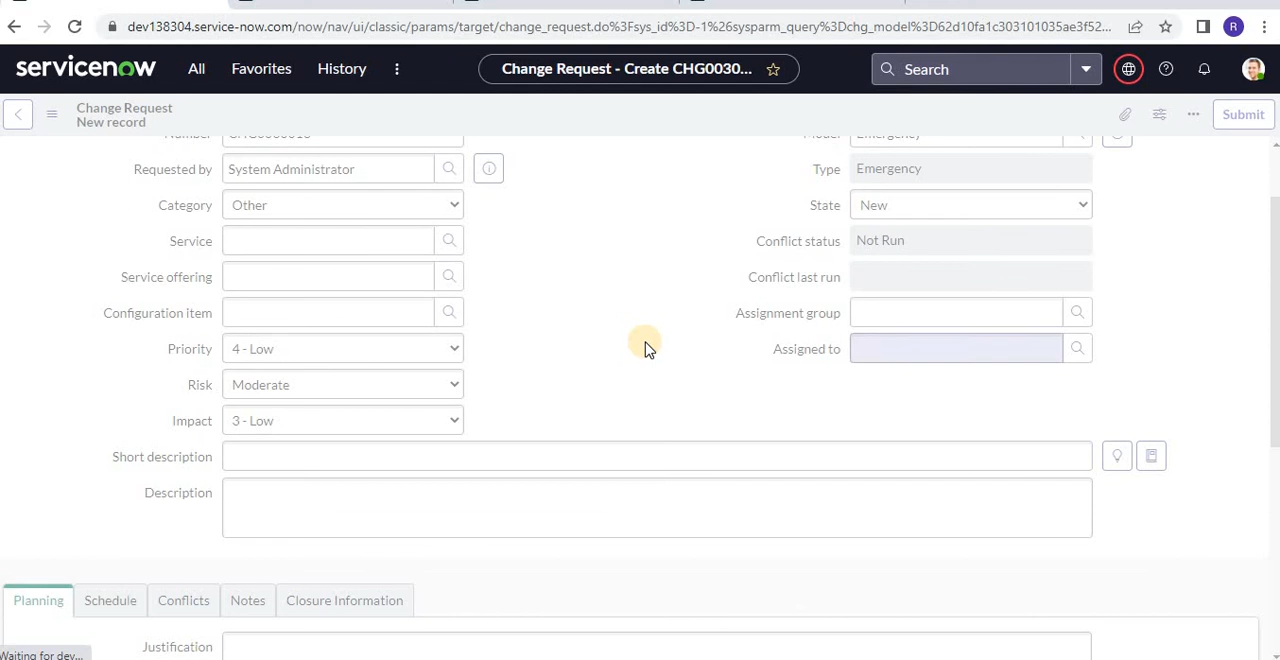 dev138304.service-now.com/now/nav/ui/classic/params/target/change_request.do%3Fsys_id%3D-1%26sysparm_query%3Dchg_model%3D62d10fa1c303101035ae3f52...
R
servicenow All Favorites History Change Request - Create CHG0030... Search
Change Request
New record
Submit
Requested by System Administrator
Type Emergency
Category Other
State New
Service
Conflict status Not Run
Service offering
Conflict last run
Configuration item
Assignment group
Priority 4 - Low
Assigned to
Risk Moderate
Impact 3 - Low
Short description
Description
Planning Schedule Conflicts Notes Closure Information
Justification
Waiting for dev...